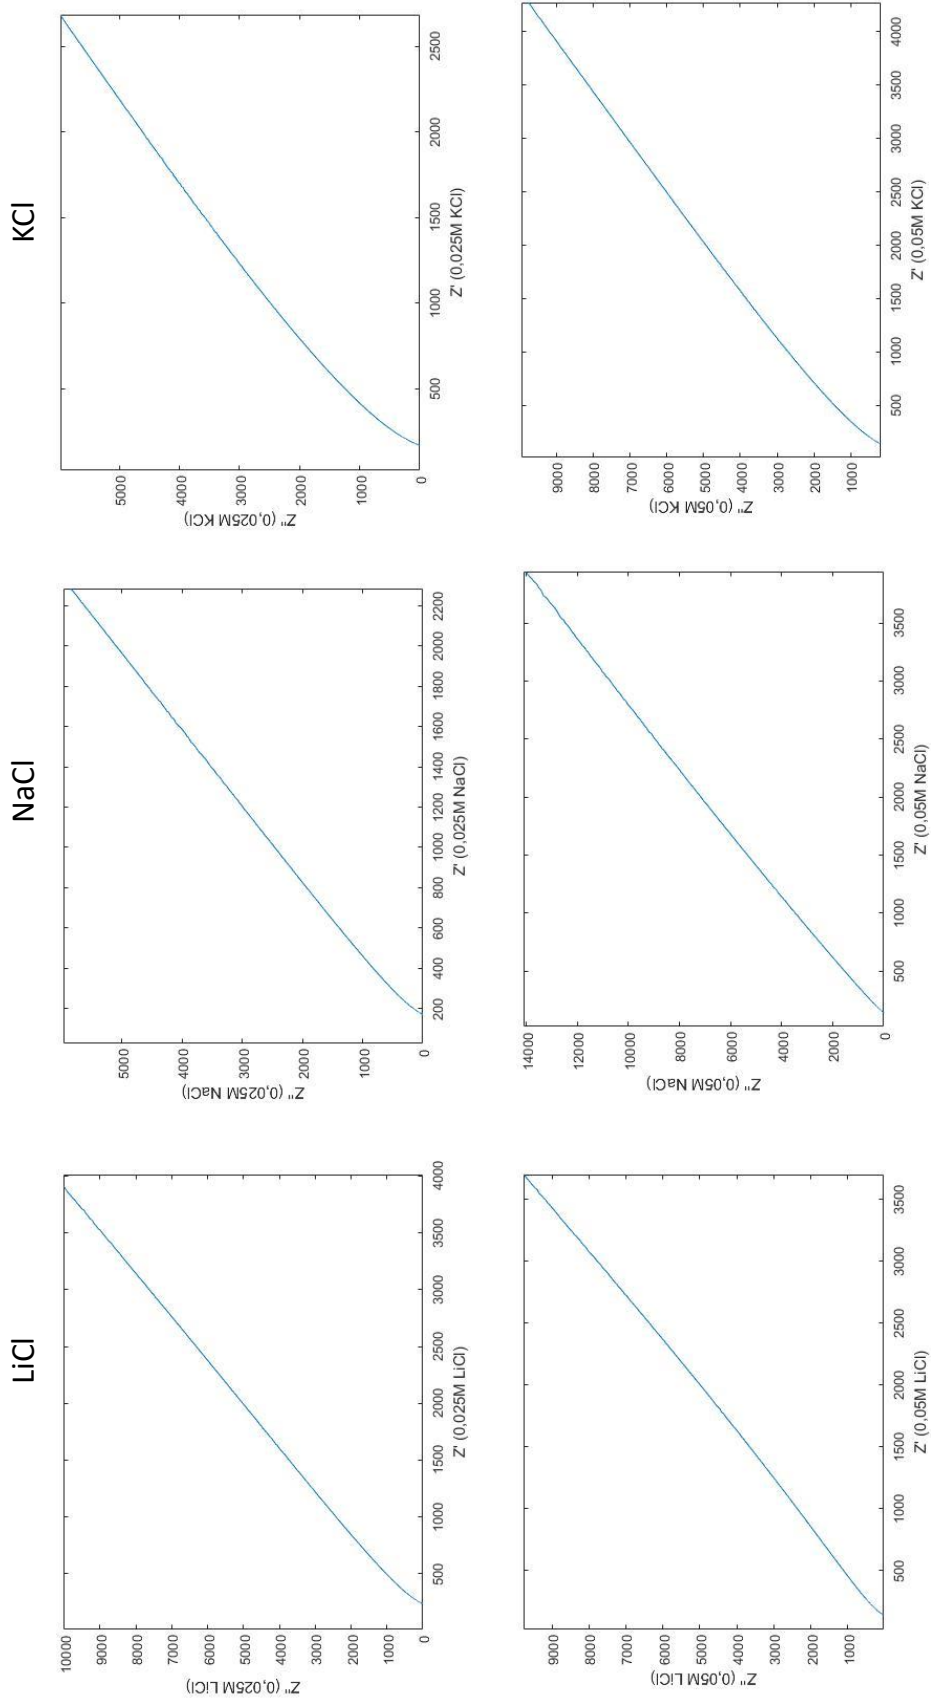 LiCl
NaCl
KCl
Z'' (0,025M LiCl)
10000
9000
8000
7000
6000
5000
4000
3000
2000
1000
0
500 1000 1500 2000 2500 3000 3500 4000
Z' (0,025M LiCl)
Z'' (0,025M NaCl)
5000
4000
3000
2000
1000
0
200 400 600 800 1000 1200 1400 1600 1800 2000 2200
Z' (0,025M NaCl)
Z'' (0,025M KCl)
5000
4000
3000
2000
1000
0
500 1000 1500 2000 2500
Z' (0,025M KCl)
Z'' (0,05M LiCl)
9000
8000
7000
6000
5000
4000
3000
2000
1000
500 1000 1500 2000 2500 3000 3500
Z' (0,05M LiCl)
Z'' (0,05M NaCl)
14000
12000
10000
8000
6000
4000
2000
0
500 1000 1500 2000 2500 3000 3500
Z' (0,05M NaCl)
Z'' (0,05M KCl)
9000
8000
7000
6000
5000
4000
3000
2000
1000
500 1000 1500 2000 2500 3000 3500 4000
Z' (0,05M KCl)